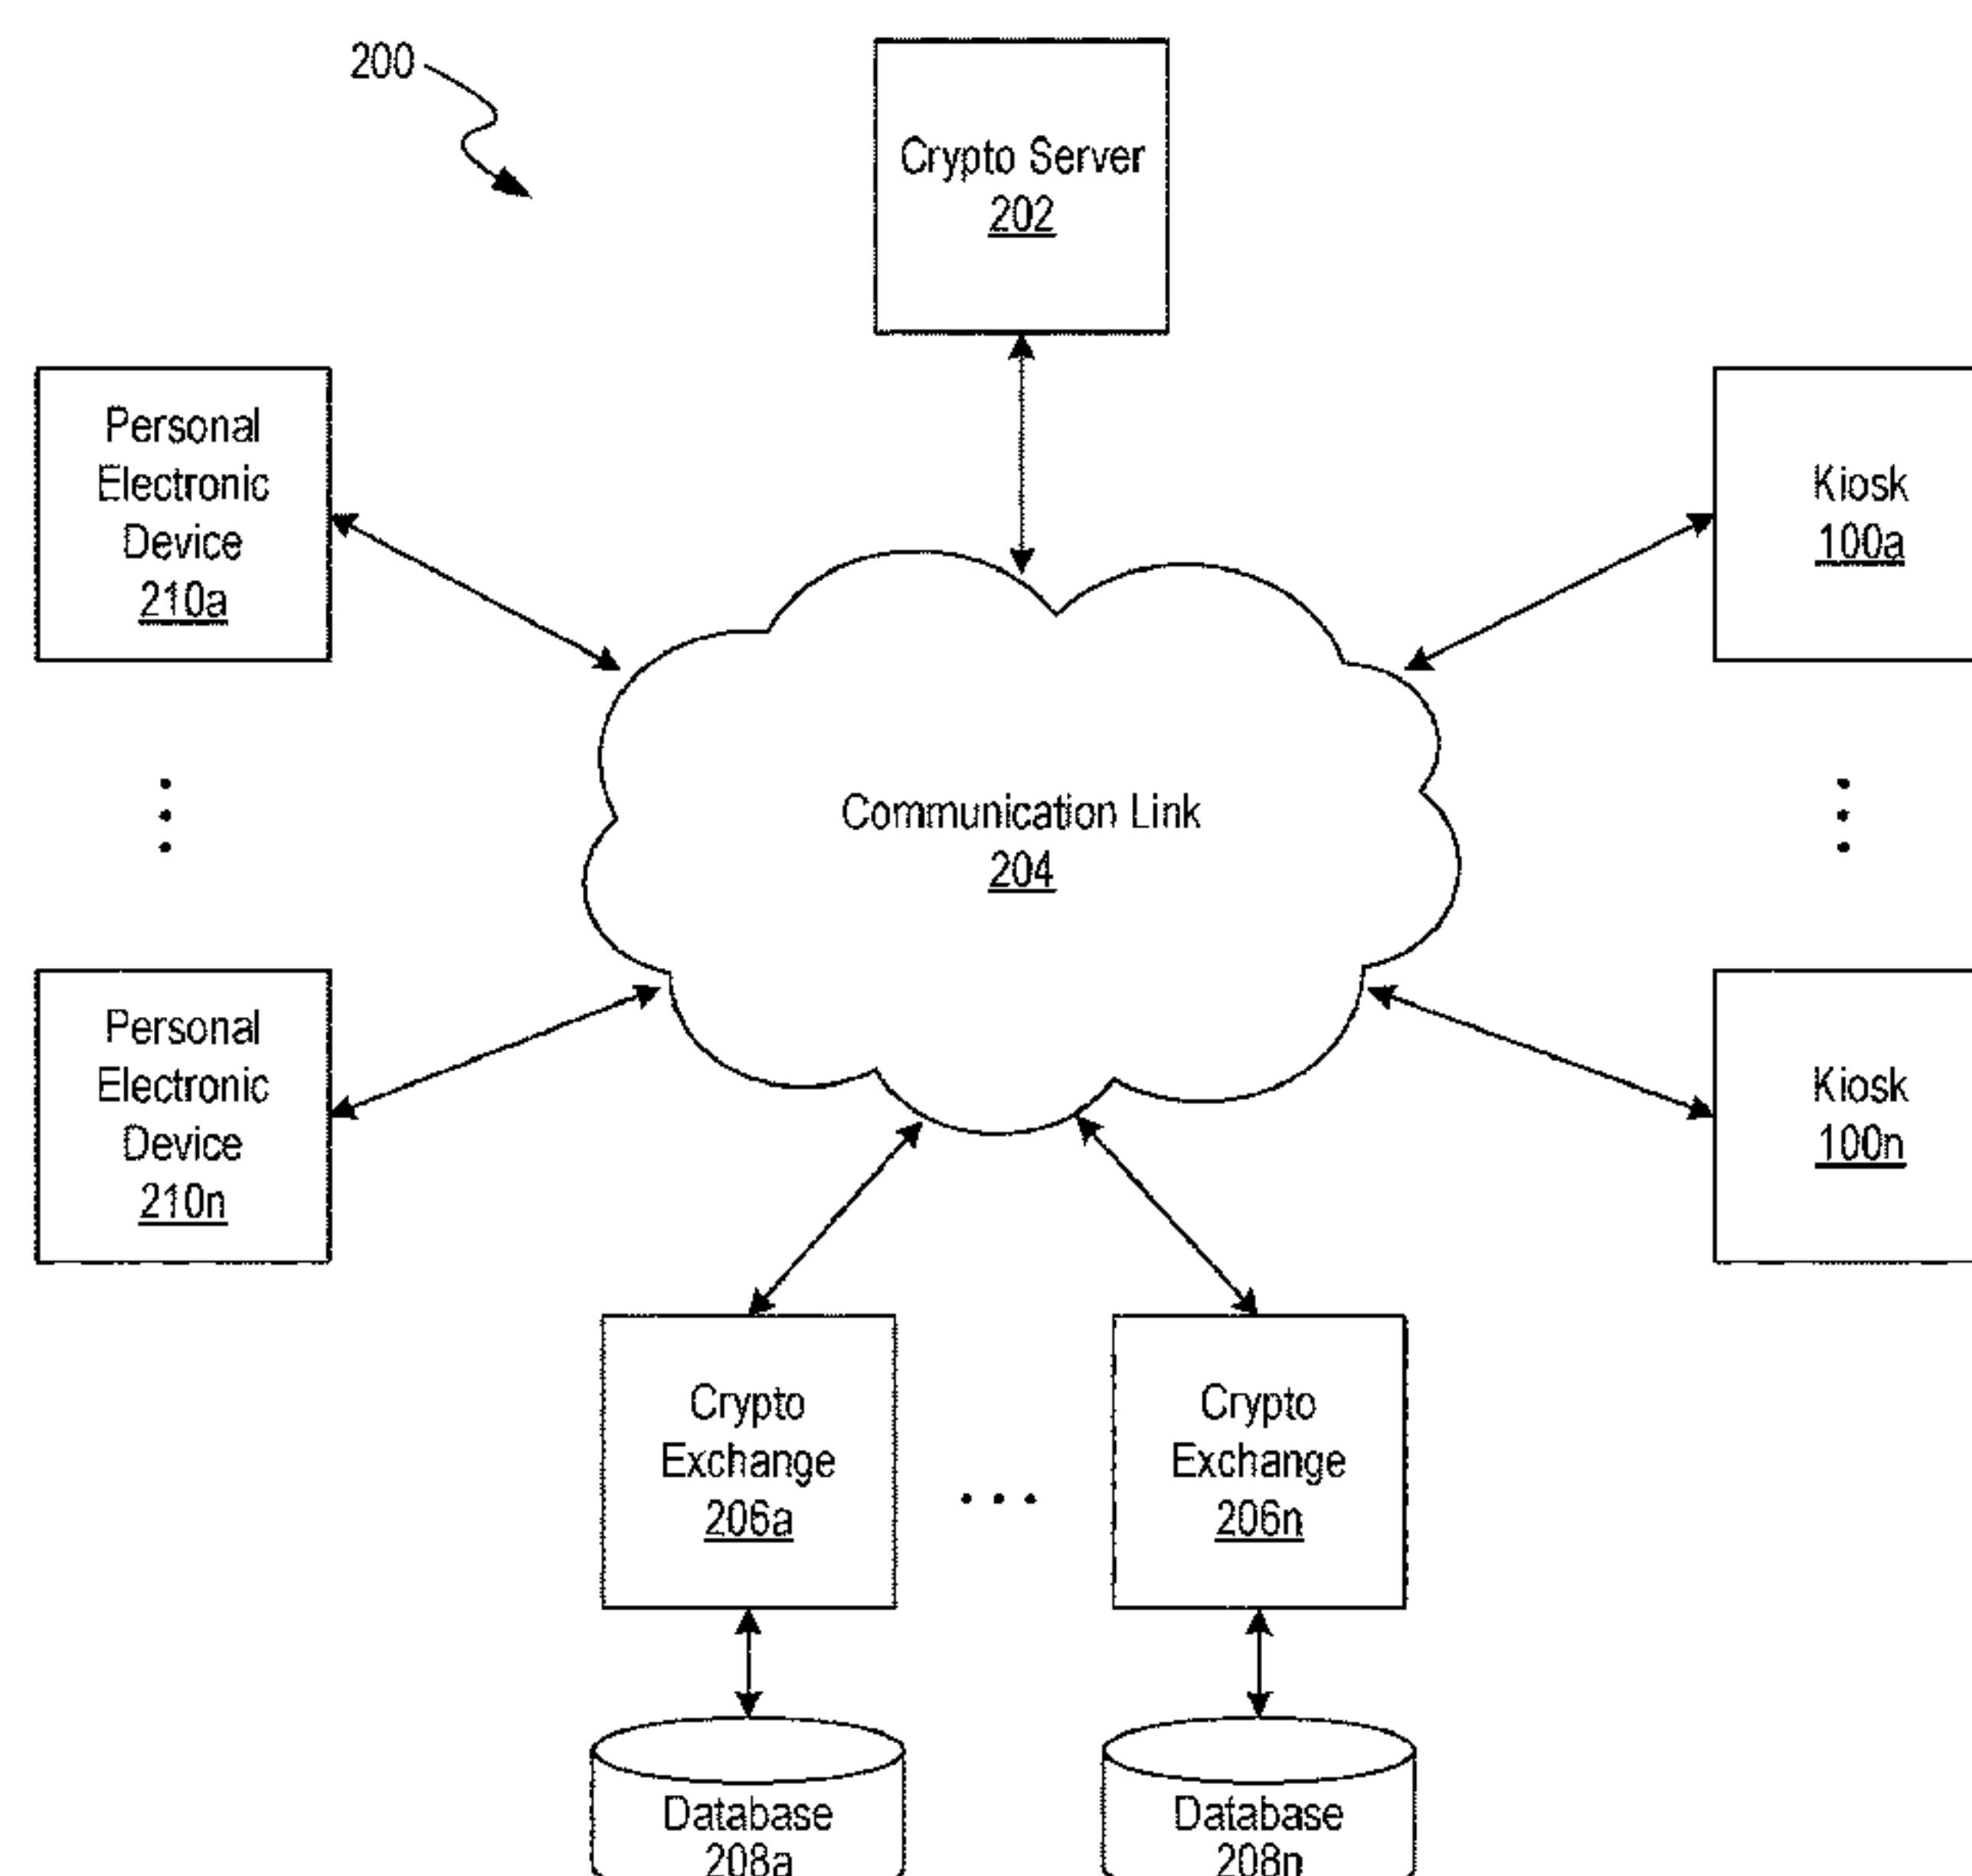 200
Crypto Server
202
Personal
Electronic
Device
210a
Kiosk
100a
Communication Link
204
Personal
Electronic
Device
210n
Kiosk
100n
Crypto
Exchange
206a
Crypto
Exchange
206n
Database
208a
Database
208n